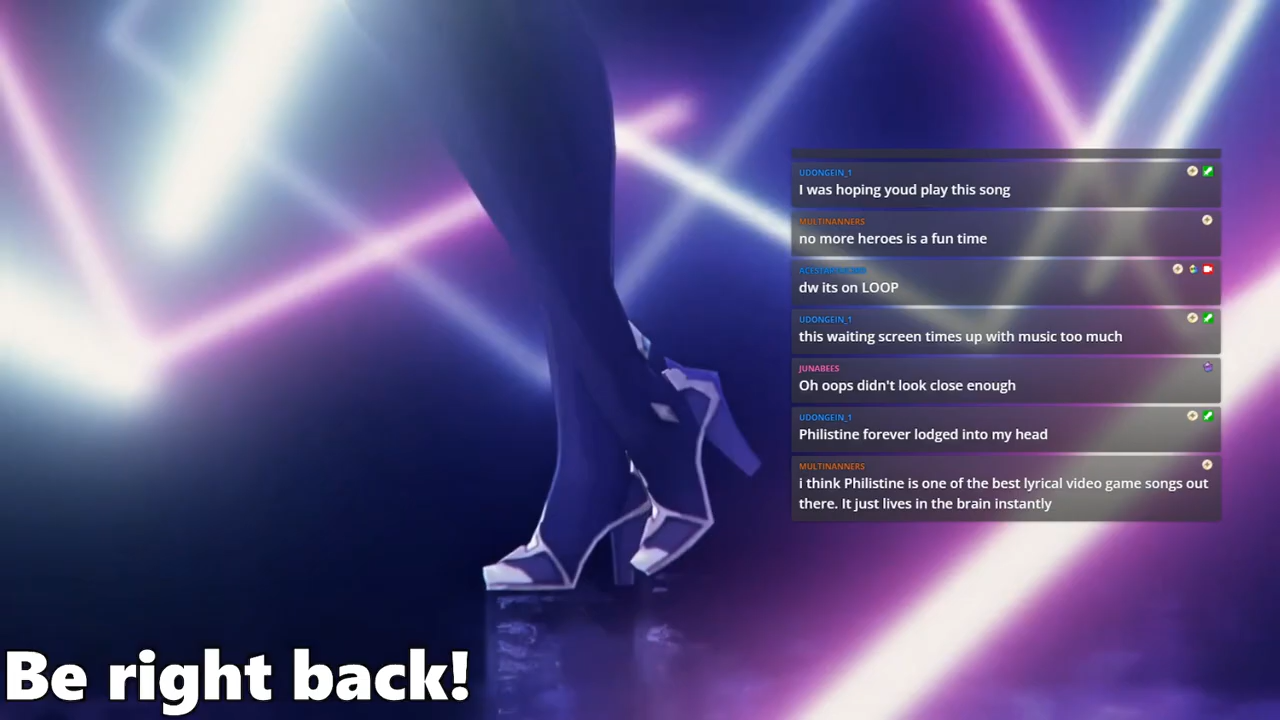 UDONGEIN_1
I was hoping youd play this song
MULTINANNERS
no more heroes is a fun time
dw its on LOOP
UDONGEIN_1
this waiting screen times up with music too much
JUNABEES
Oh oops didn't look close enough
UDONGEIN_1
Philistine forever lodged into my head
MULTINANNERS
i think Philistine is one of the best lyrical video game songs out
there. It just lives in the brain instantly
Be right back!